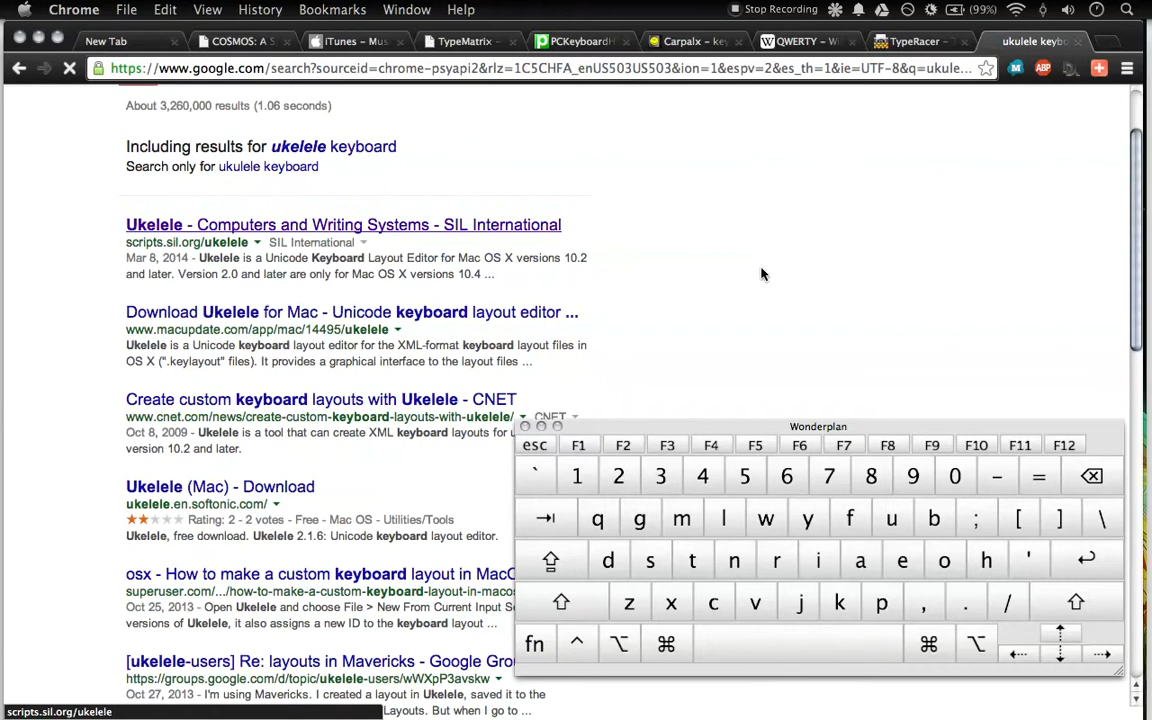 Chrome File Edit View History Bookmarks Window Help Stop Recording (99%)
New Tab COSMOS: A S iTunes - Mus TypeMatrix - PCKeyboardH Carpalx – key QWERTY – Wi TypeRacer - ukulele keyb
https://www.google.com/search?sourceid=chrome-psyapi2&rlz=1C5CHFA_enUS503US503&ion=1&espv=2&es_th=1&ie=UTF-8&q=ukule...
ABP
About 3,260,000 results (1.06 seconds)
Including results for ukelele keyboard
Search only for ukulele keyboard
Ukelele - Computers and Writing Systems - SIL International
scripts.sil.org/ukelele SIL International
Mar 8, 2014 - Ukelele is a Unicode Keyboard Layout Editor for Mac OS X versions 10.2
and later. Version 2.0 and later are only for Mac OS X versions 10.4 ...
Download Ukelele for Mac - Unicode keyboard layout editor ...
www.macupdate.com/app/mac/14495/ukelele
Ukelele is a Unicode keyboard layout editor for the XML-format keyboard layout files in
OS X (".keylayout" files). It provides a graphical interface to the layout files ...
Create custom keyboard layouts with Ukelele - CNET
www.cnet.com/news/create-custom-keyboard-layouts-with-ukelele/ CNET
Oct 8, 2009 - Ukelele is a tool that can create XML keyboard layouts for u
version 10.2 and later.
Ukelele (Mac) - Download
ukelele.en.softonic.com/
Rating: 2 - 2 votes - Free - Mac OS - Utilities/Tools
Ukelele, free download. Ukelele 2.1.6: Unicode keyboard layout editor.
osx - How to make a custom keyboard layout in MacO
superuser.com/.../how-to-make-a-custom-keyboard-layout-in-macos
Oct 25, 2013 - Open Ukelele and choose File > New From Current Input S
versions of Ukelele, it also assigns a new ID to the keyboard layout ...
[ukelele-users] Re: layouts in Mavericks - Google Gro
https://groups.google.com/d/topic/ukelele-users/wWXpP3avskw
Oct 27, 2013 - I'm using Mavericks. I created a layout in Ukelele, saved it to the
Layouts. But when I go to ...
scripts.sil.org/ukelele
Wonderplan
esc F1 F2 F3 F4 F5 F6 F7 F8 F9 F10 F11 F12
` 1 2 3 4 5 6 7 8 9 0 - = ⌫
⇥ q g m l w y f u b ; [ ] \
⇪ d s t n r i a e o h ' ↩
⇧ z x c v j k p , . / ⇧
fn ^ ⌥ ⌘ ⌘ ⌥